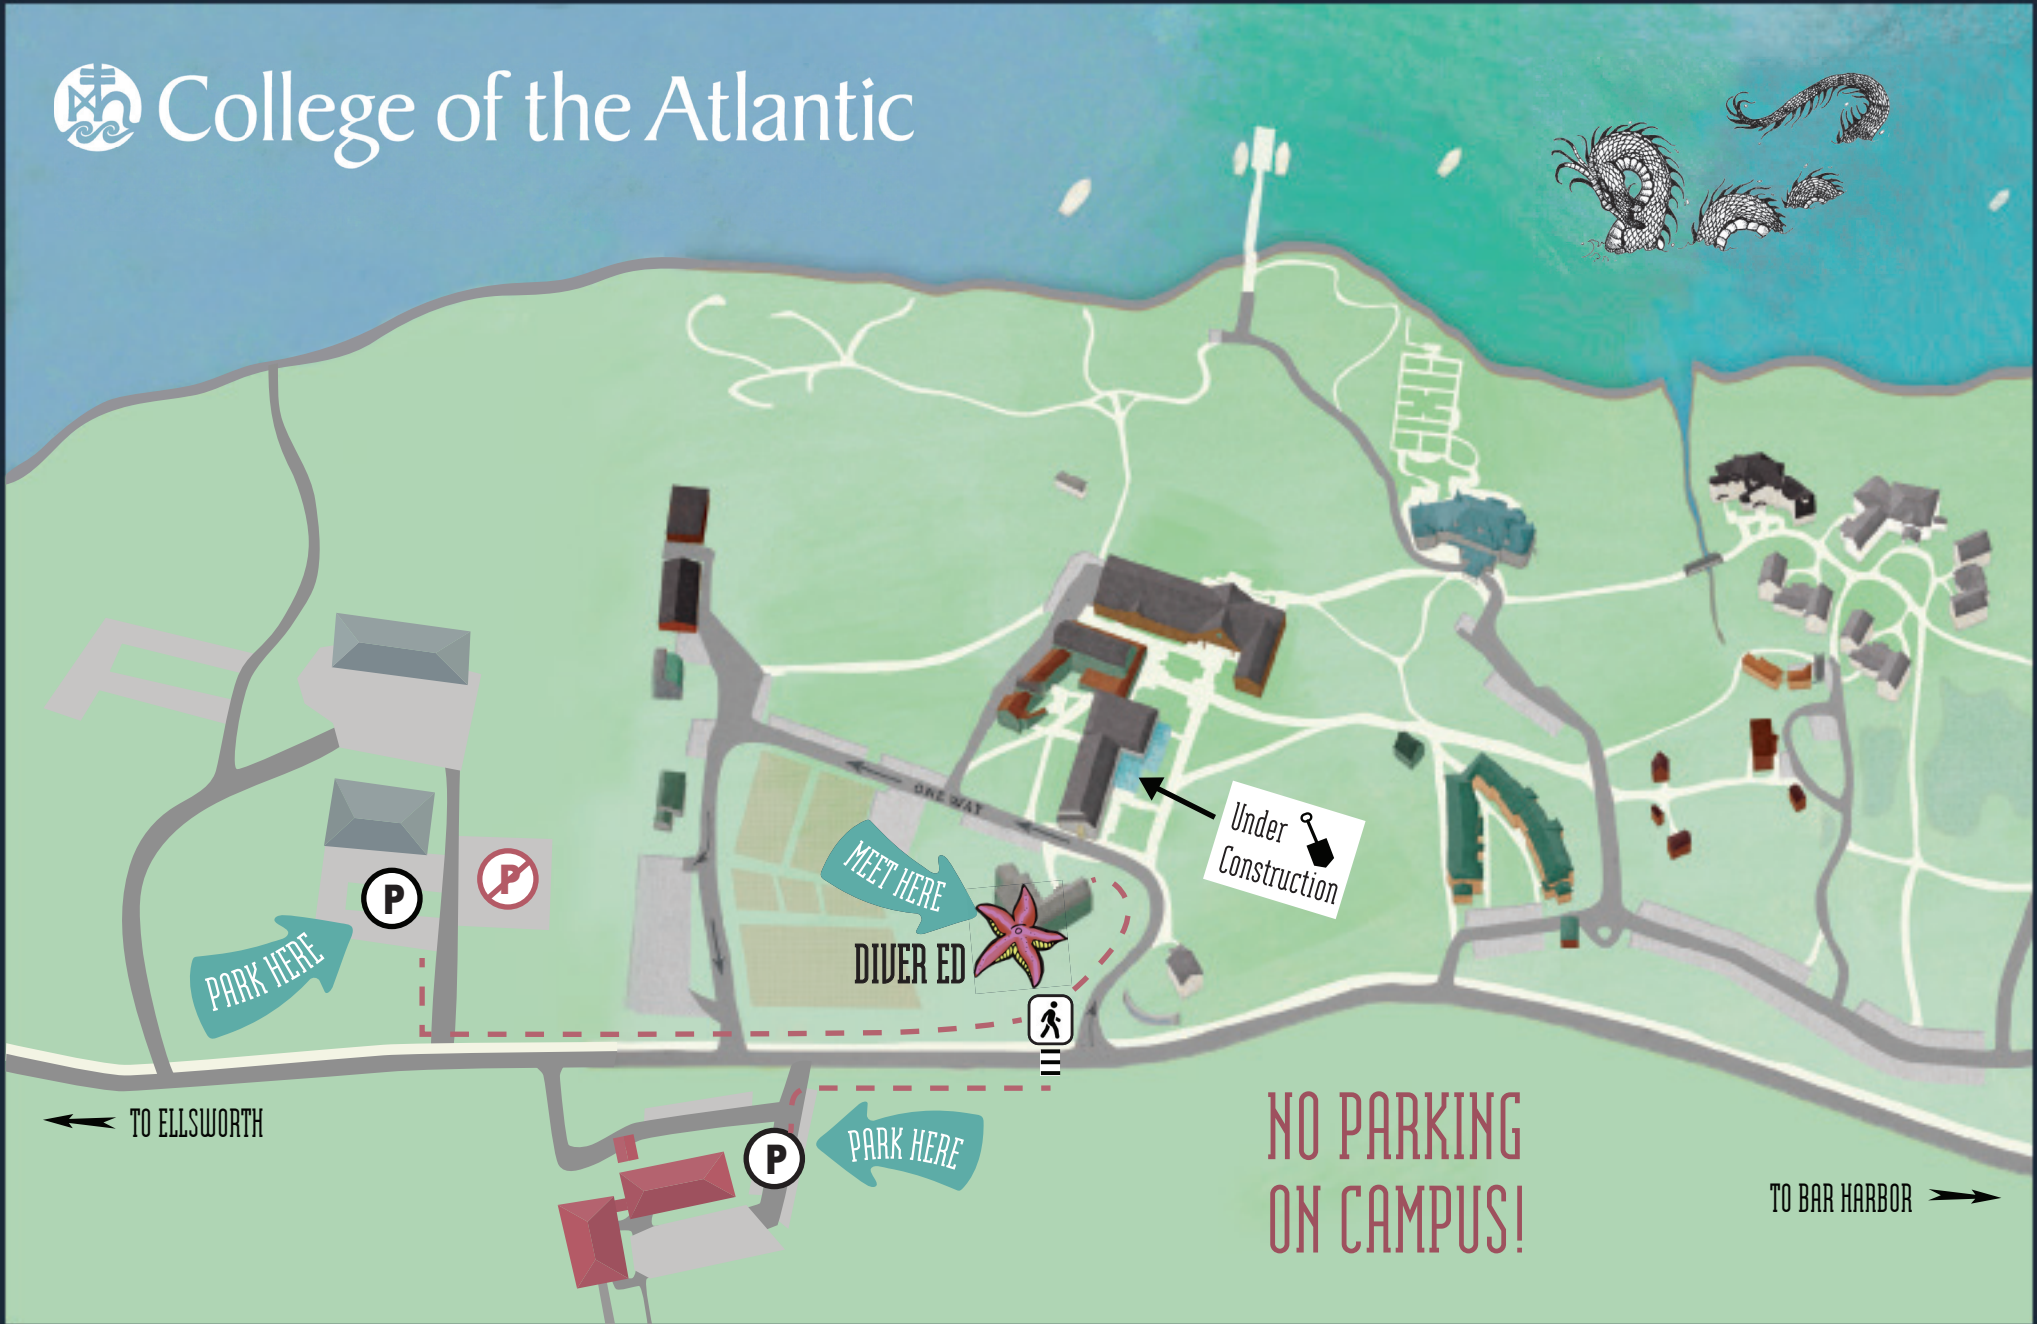 College of the Atlantic
ONE WAY
Under
Construction
MEET HERE
P
P
DIVER ED
PARK HERE
TO ELLSWORTH
P
PARK HERE
NO PARKING
ON CAMPUS!
TO BAR HARBOR